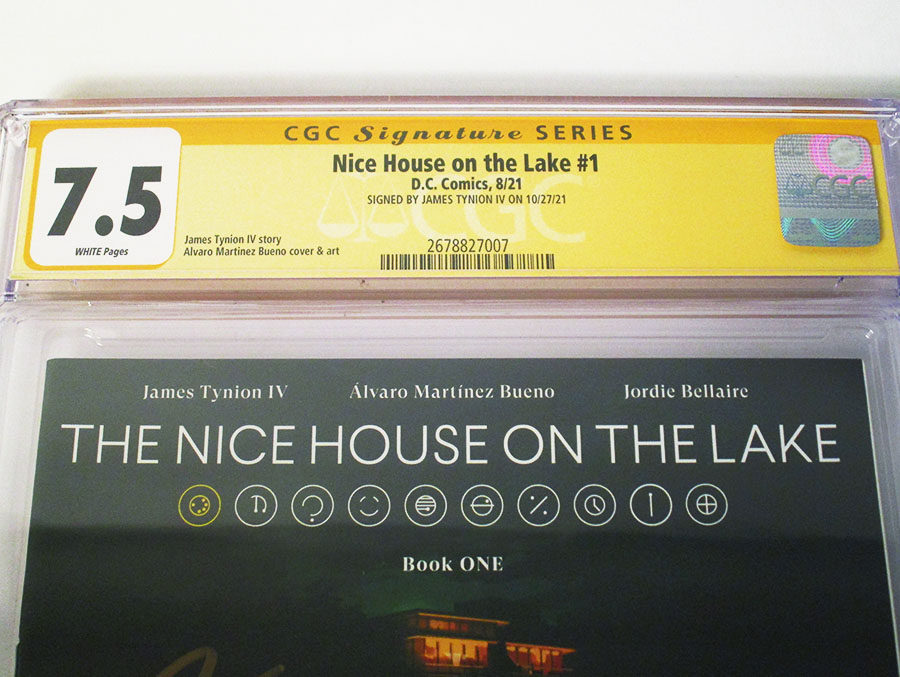 CGC Signature SERIES
Nice House on the Lake #1
D.C. Comics, 8/21
SIGNED BY JAMES TYNION IV ON 10/27/21
7.5
WHITE Pages
James Tynion IV story
Alvaro Martinez Bueno cover & art
2678827007
CGC
CGC
James Tynion IV Álvaro Martínez Bueno Jordie Bellaire
THE NICE HOUSE ON THE LAKE
Book ONE